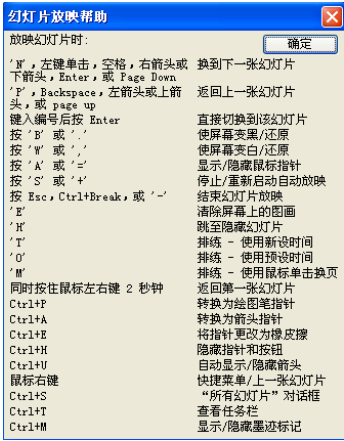 幻灯片放映帮助
放映幻灯片时:
确定
'N',左键单击,空格,右箭头或 换到下一张幻灯片
下箭头,Enter,或 Page Down
'P',Backspace,左箭头或上箭 返回上一张幻灯片
头,或 page up
键入编号后按 Enter 直接切换到该幻灯片
按 'B' 或 '.' 使屏幕变黑/还原
按 'W' 或 ',' 使屏幕变白/还原
按 'A' 或 '=' 显示/隐藏鼠标指针
按 'S' 或 '+' 停止/重新启动自动放映
按 Esc,Ctrl+Break,或 '-' 结束幻灯片放映
'E' 清除屏幕上的图画
'H' 跳至隐藏幻灯片
'T' 排练 - 使用新设时间
'O' 排练 - 使用预设时间
'M' 排练 - 使用鼠标单击换页
同时按住鼠标左右键 2 秒钟 返回第一张幻灯片
Ctrl+P 转换为绘图笔指针
Ctrl+A 转换为箭头指针
Ctrl+E 将指针更改为橡皮擦
Ctrl+H 隐藏指针和按钮
Ctrl+U 自动显示/隐藏箭头
鼠标右键 快捷菜单/上一张幻灯片
Ctrl+S “所有幻灯片”对话框
Ctrl+T 查看任务栏
Ctrl+M 显示/隐藏墨迹标记